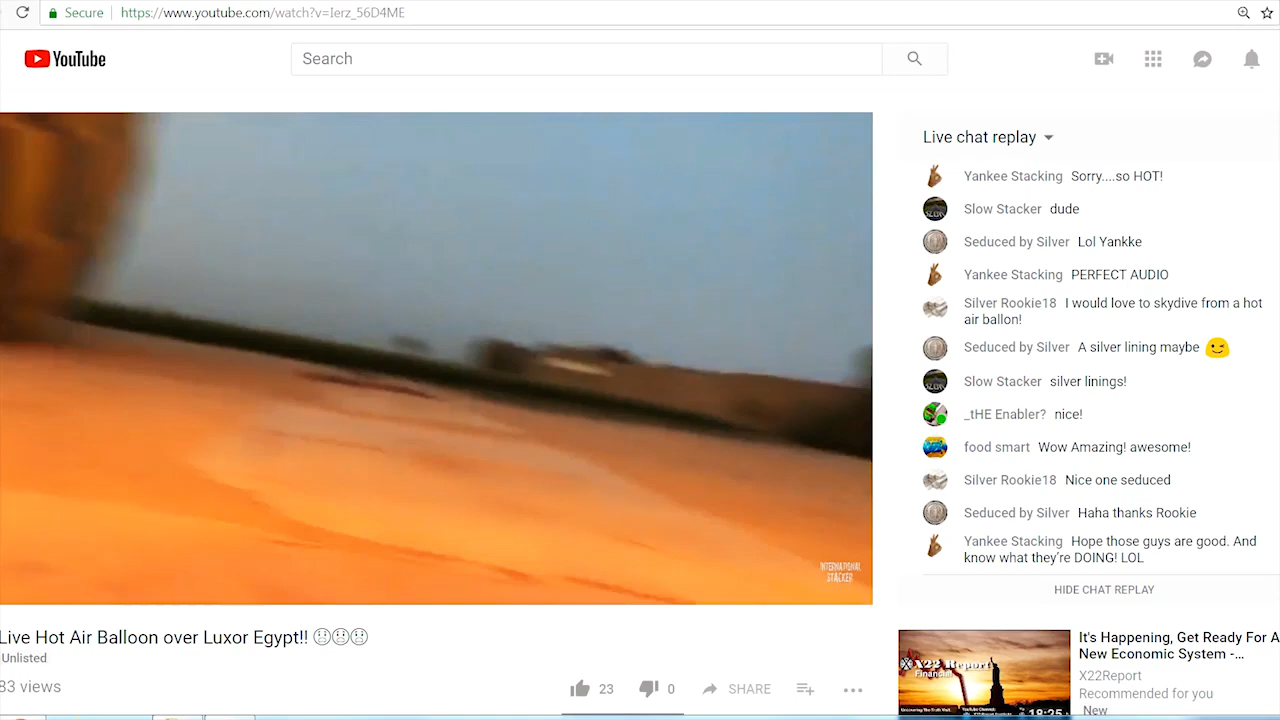 Secure https://www.youtube.com/watch?v=Ierz_56D4ME
YouTube
Search
Live chat replay
Yankee Stacking Sorry....so HOT!
Slow Stacker dude
Seduced by Silver Lol Yankke
Yankee Stacking PERFECT AUDIO
Silver Rookie18 I would love to skydive from a hot
air ballon!
Seduced by Silver A silver lining maybe 😉
Slow Stacker silver linings!
_tHE Enabler? nice!
food smart Wow Amazing! awesome!
Silver Rookie18 Nice one seduced
Seduced by Silver Haha thanks Rookie
Yankee Stacking Hope those guys are good. And
know what they're DOING! LOL
HIDE CHAT REPLAY
INTERNATIONAL
STACKER
Live Hot Air Balloon over Luxor Egypt!!
Unlisted
83 views
23
0
SHARE
It's Happening, Get Ready For A
New Economic System -...
X22Report
Recommended for you
New
X22 Report
Financial
18:25